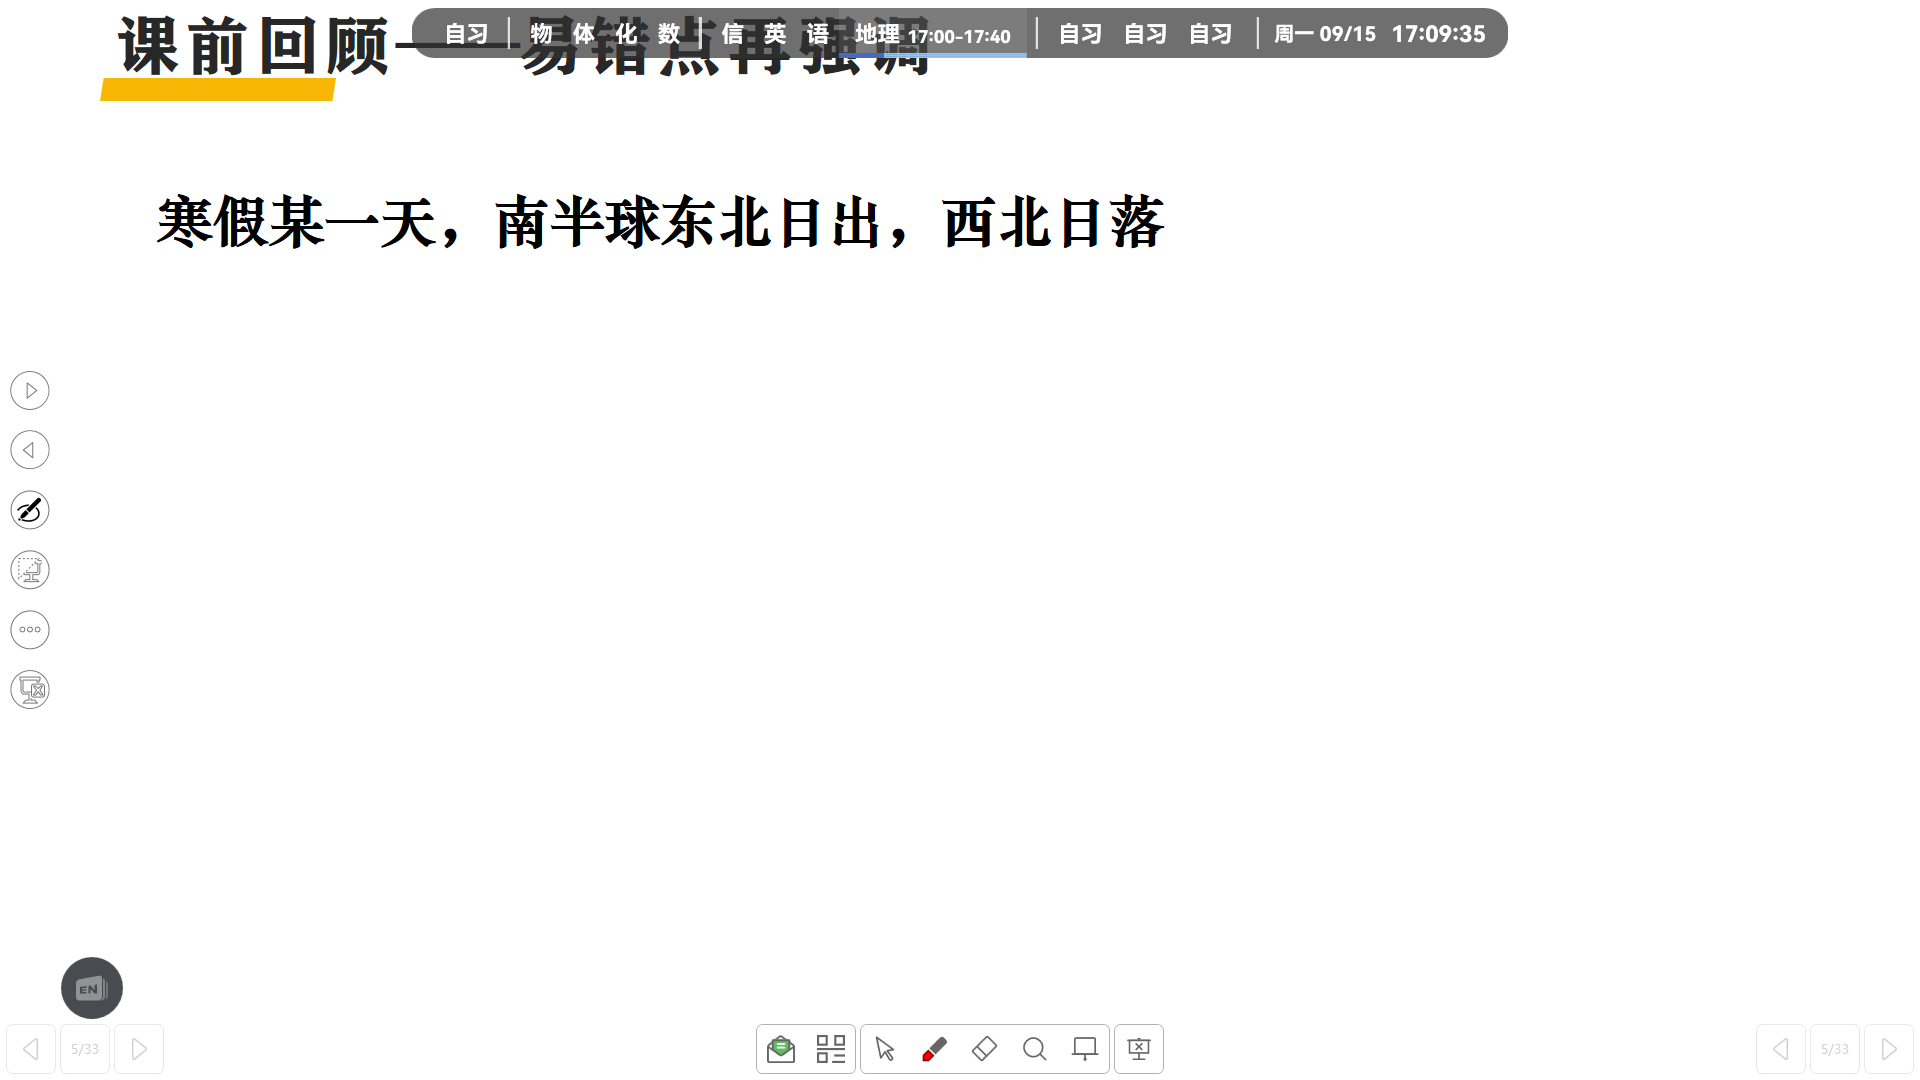 课前回顾——易错点再强调
自习 物 体 化 数 信 英 语 地理 17:00-17:40 自习 自习 自习 周一 09/15 17:09:35
寒假某一天，南半球东北日出，西北日落
EN
5/33
5/33